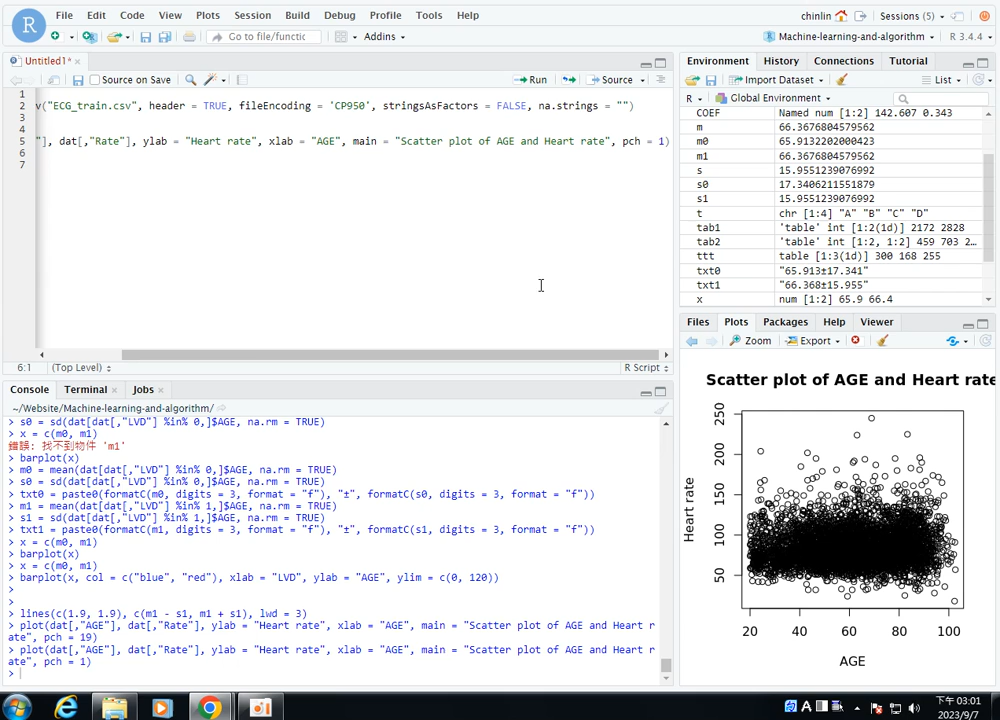 File Edit Code View Plots Session Build Debug Profile Tools Help
chinlin Sessions (5)
Go to file/functic Addins
Machine-learning-and-algorithm R 3.4.4
Untitled1*
Source on Save Run Source
1
2 v("ECG_train.csv", header = TRUE, fileEncoding = 'CP950', stringsAsFactors = FALSE, na.strings = "")
3
4
5 "], dat[,"Rate"], ylab = "Heart rate", xlab = "AGE", main = "Scatter plot of AGE and Heart rate", pch = 1)
6
7
6:1 (Top Level) R Script
Console Terminal Jobs
~/Website/Machine-learning-and-algorithm/
> s0 = sd(dat[dat[,"LVD"] %in% 0,]$AGE, na.rm = TRUE)
> x = c(m0, m1)
錯誤: 找不到物件 'm1'
> barplot(x)
> m0 = mean(dat[dat[,"LVD"] %in% 0,]$AGE, na.rm = TRUE)
> s0 = sd(dat[dat[,"LVD"] %in% 0,]$AGE, na.rm = TRUE)
> txt0 = paste0(formatC(m0, digits = 3, format = "f"), "±", formatC(s0, digits = 3, format = "f"))
> m1 = mean(dat[dat[,"LVD"] %in% 1,]$AGE, na.rm = TRUE)
> s1 = sd(dat[dat[,"LVD"] %in% 1,]$AGE, na.rm = TRUE)
> txt1 = paste0(formatC(m1, digits = 3, format = "f"), "±", formatC(s1, digits = 3, format = "f"))
> x = c(m0, m1)
> barplot(x)
> x = c(m0, m1)
> barplot(x, col = c("blue", "red"), xlab = "LVD", ylab = "AGE", ylim = c(0, 120))
>
>
> lines(c(1.9, 1.9), c(m1 - s1, m1 + s1), lwd = 3)
> plot(dat[,"AGE"], dat[,"Rate"], ylab = "Heart rate", xlab = "AGE", main = "Scatter plot of AGE and Heart r
ate", pch = 19)
> plot(dat[,"AGE"], dat[,"Rate"], ylab = "Heart rate", xlab = "AGE", main = "Scatter plot of AGE and Heart r
ate", pch = 1)
>
Environment History Connections Tutorial
Import Dataset List
R Global Environment
COEF Named num [1:2] 142.607 0.343
m 66.3676804579562
m0 65.9132202000423
m1 66.3676804579562
s 15.9551239076992
s0 17.3406211551879
s1 15.9551239076992
t chr [1:4] "A" "B" "C" "D"
tab1 'table' int [1:2(1d)] 2172 2828
tab2 'table' int [1:2, 1:2] 459 703 2…
ttt table [1:3(1d)] 300 168 255
txt0 "65.913±17.341"
txt1 "66.368±15.955"
x num [1:2] 65.9 66.4
Files Plots Packages Help Viewer
Zoom Export
Scatter plot of AGE and Heart rate
Heart rate
250
200
150
100
50
20 40 60 80 100
AGE
A
下午 03:01
2023/9/7